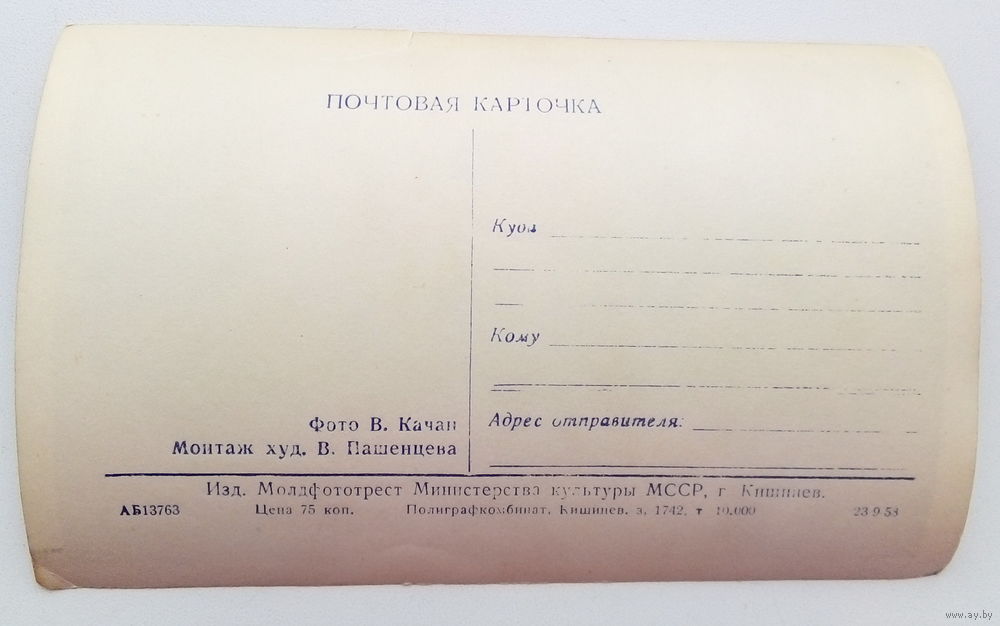 ПОЧТОВАЯ КАРТОЧКА
Куда
Кому
Адрес отправителя:
Фото В. Качан
Монтаж худ. В. Пашенцева
Изд. Молдфототрест Министерства культуры МССР, г Кишинев.
АБ13763 Цена 75 коп. Полиграфкомбинат, Кишинев. з. 1742, т 10.000 23 9 58
www.ay.by